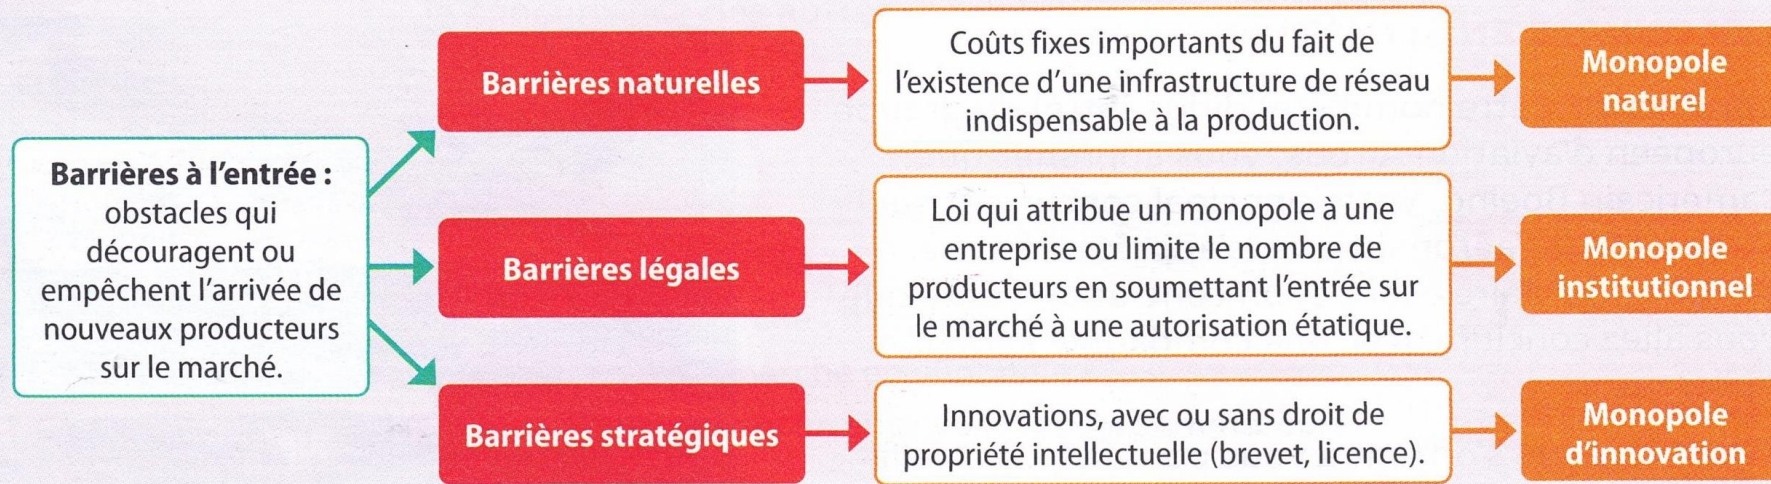 Barrières à l'entrée :
obstacles qui
découragent ou
empêchent l'arrivée de
nouveaux producteurs
sur le marché.
Barrières naturelles
Coûts fixes importants du fait de
l'existence d'une infrastructure de réseau
indispensable à la production.
Monopole
naturel
Barrières légales
Loi qui attribue un monopole à une
entreprise ou limite le nombre de
producteurs en soumettant l'entrée sur
le marché à une autorisation étatique.
Monopole
institutionnel
Barrières stratégiques
Innovations, avec ou sans droit de
propriété intellectuelle (brevet, licence).
Monopole
d'innovation